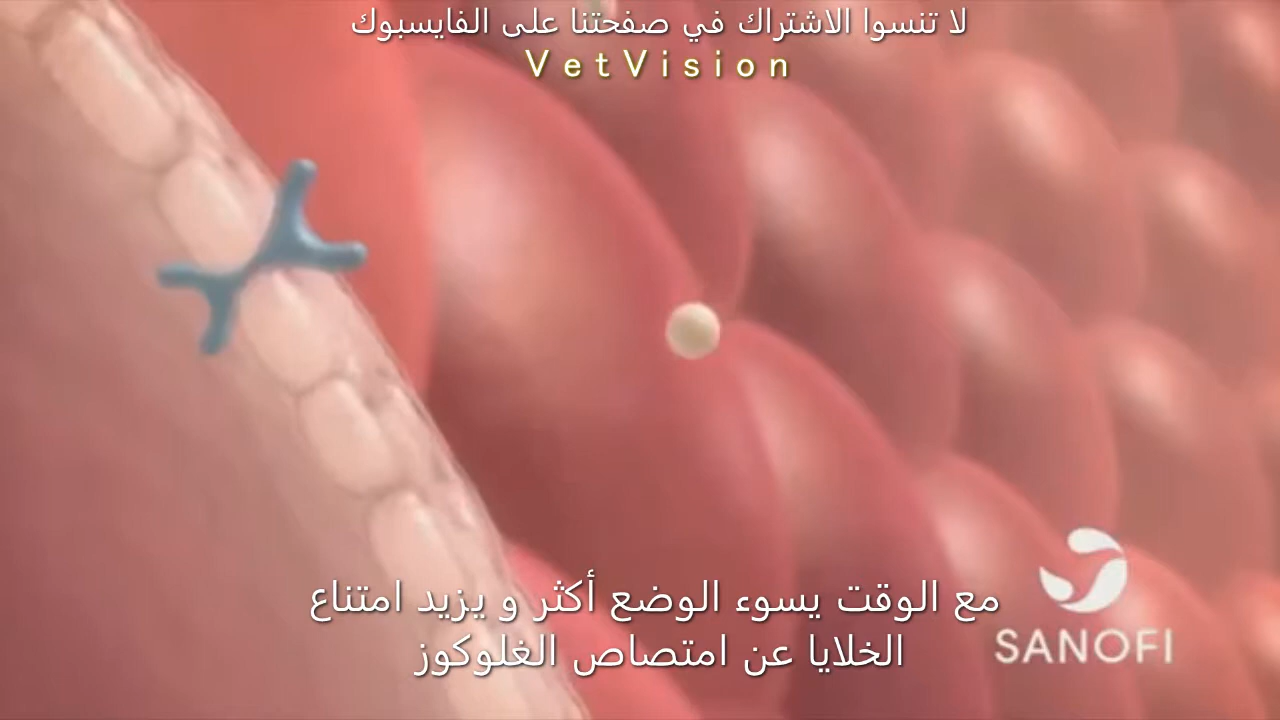 لا تنسوا الاشتراك في صفحتنا على الفايسبوك
VetVision
مع الوقت يسوء الوضع أكثر و يزيد امتناع
الخلايا عن امتصاص الغلوكوز
SANOFI